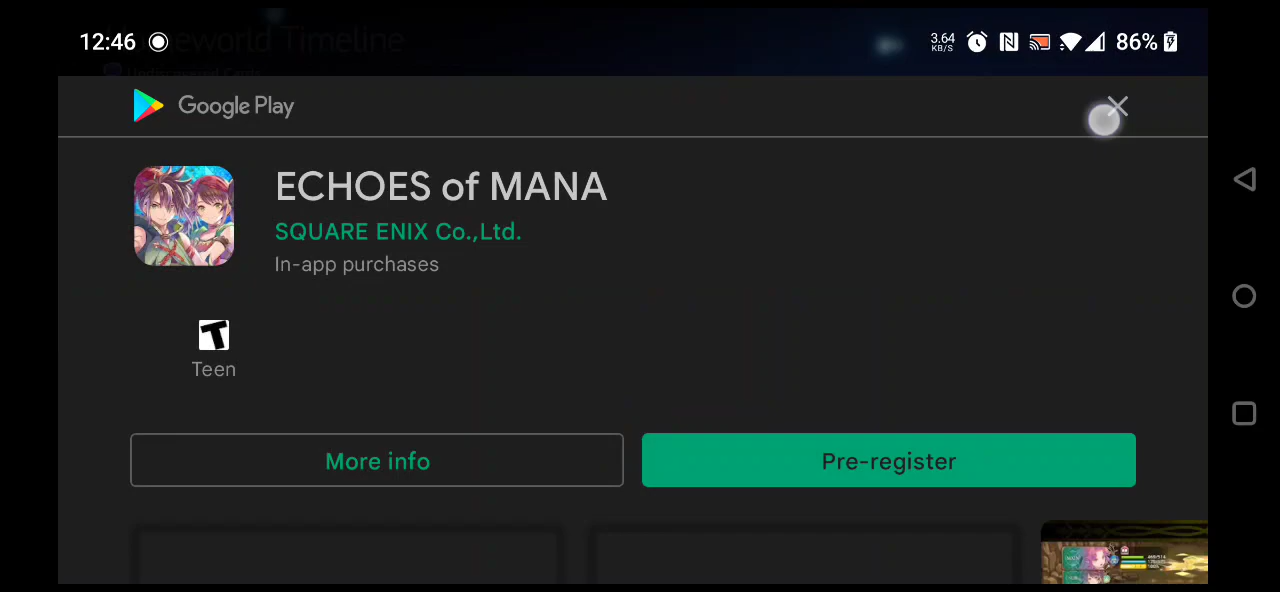 12:46
3.64
KB/S
86%
Google Play
ECHOES of MANA
SQUARE ENIX Co.,Ltd.
In-app purchases
T
Teen
More info
Pre-register